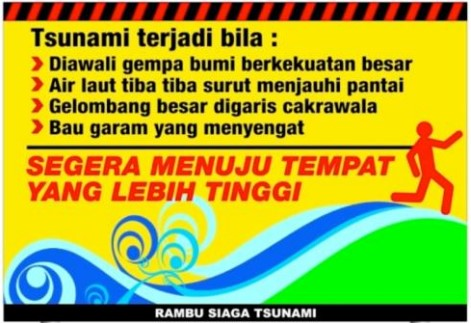 Tsunami terjadi bila :
Diawali gempa bumi berkekuatan besar
Air laut tiba tiba surut menjauhi pantai
Gelombang besar digaris cakrawala
Bau garam yang menyengat
SEGERA MENUJU TEMPAT
YANG LEBIH TINGGI
RAMBU SIAGA TSUNAMI